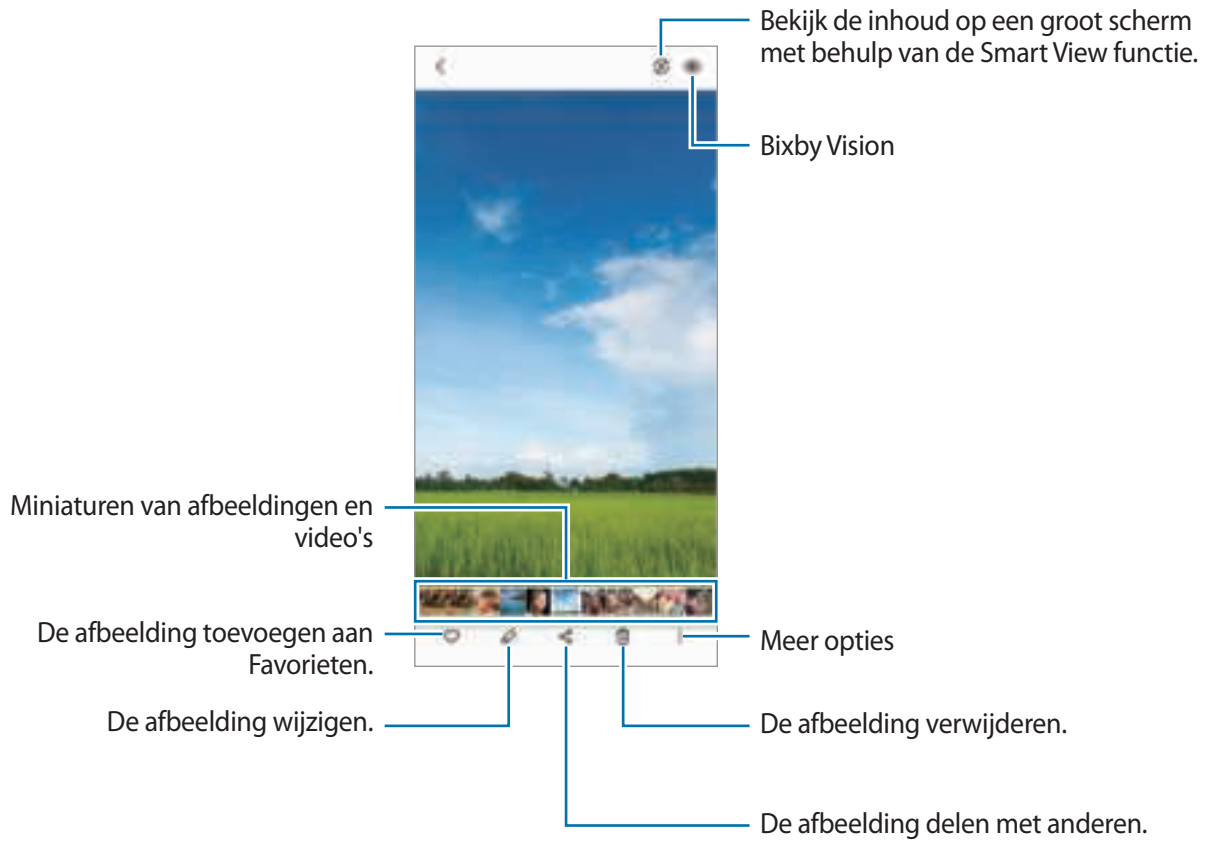 Bekijk de inhoud op een groot scherm
met behulp van de Smart View functie.
Bixby Vision
Miniaturen van afbeeldingen en
video's
De afbeelding toevoegen aan
Favorieten.
Meer opties
De afbeelding wijzigen.
De afbeelding verwijderen.
De afbeelding delen met anderen.